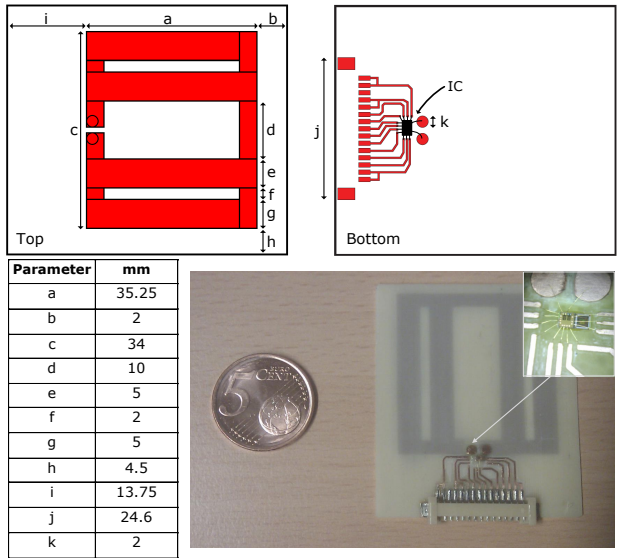 i
a
b
c
d
e
f
g
h
Top
IC
k
j
Bottom
Parameter mm
a 35.25
b 2
c 34
d 10
e 5
f 2
g 5
h 4.5
i 13.75
j 24.6
k 2
5 EURO
CENT